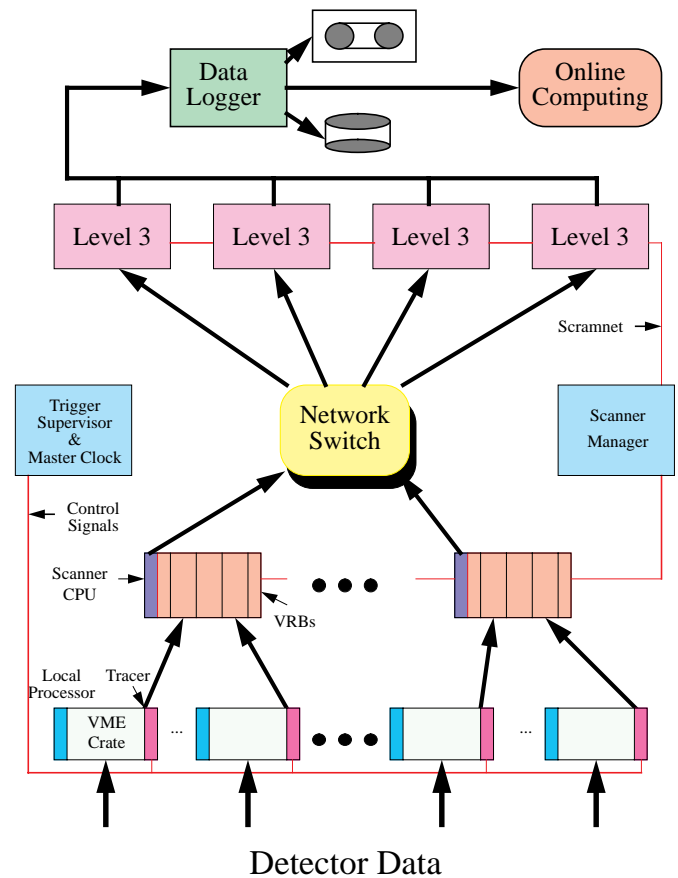 Data
Logger
Online
Computing
Level 3
Level 3
Level 3
Level 3
Scramnet
Trigger
Supervisor
&
Master Clock
Network
Switch
Scanner
Manager
Control
Signals
Scanner
CPU
VRBs
Local
Processor
Tracer
VME
Crate
...
...
Detector Data